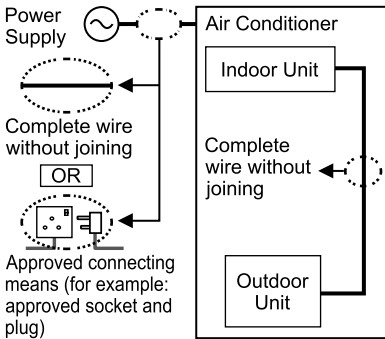 Power
Supply
Air Conditioner
Indoor Unit
Complete wire
without joining
OR
Complete
wire without
joining
Approved connecting
means (for example:
approved socket and
plug)
Outdoor
Unit